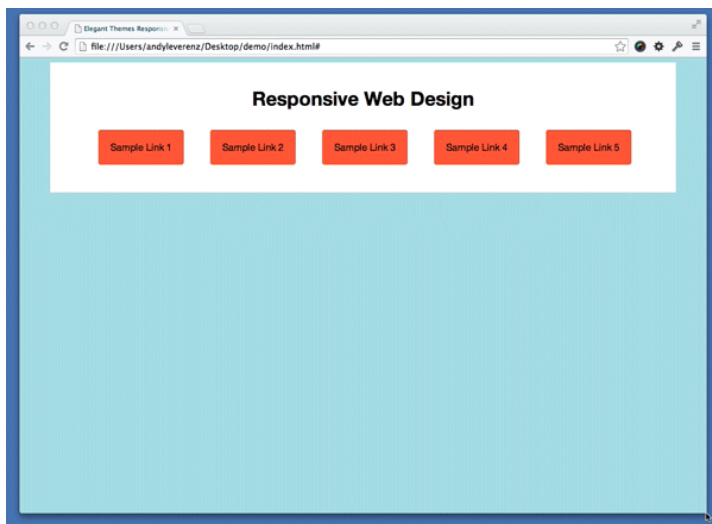 Elegant Themes Respons
file:///Users/andyleverenz/Desktop/demo/index.html#
Responsive Web Design
Sample Link 1 Sample Link 2 Sample Link 3 Sample Link 4 Sample Link 5